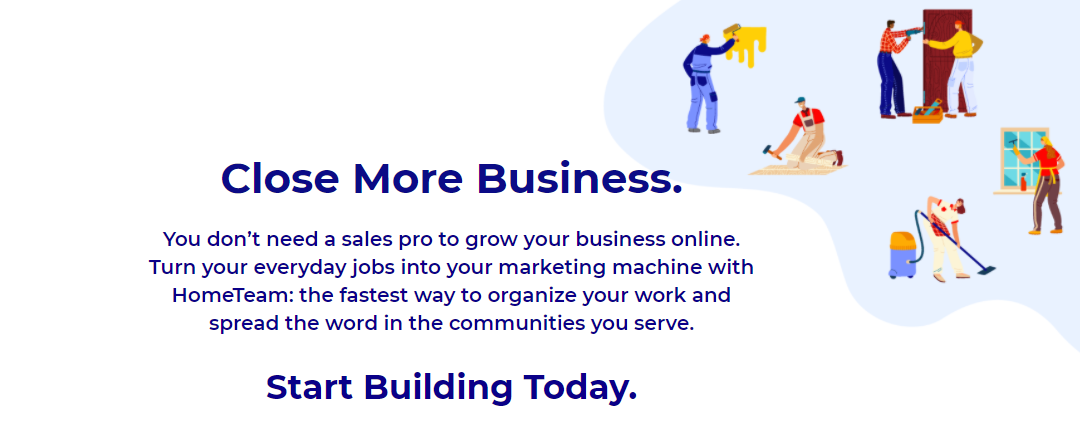 Close More Business.
You don’t need a sales pro to grow your business online.
Turn your everyday jobs into your marketing machine with
HomeTeam: the fastest way to organize your work and
spread the word in the communities you serve.
Start Building Today.